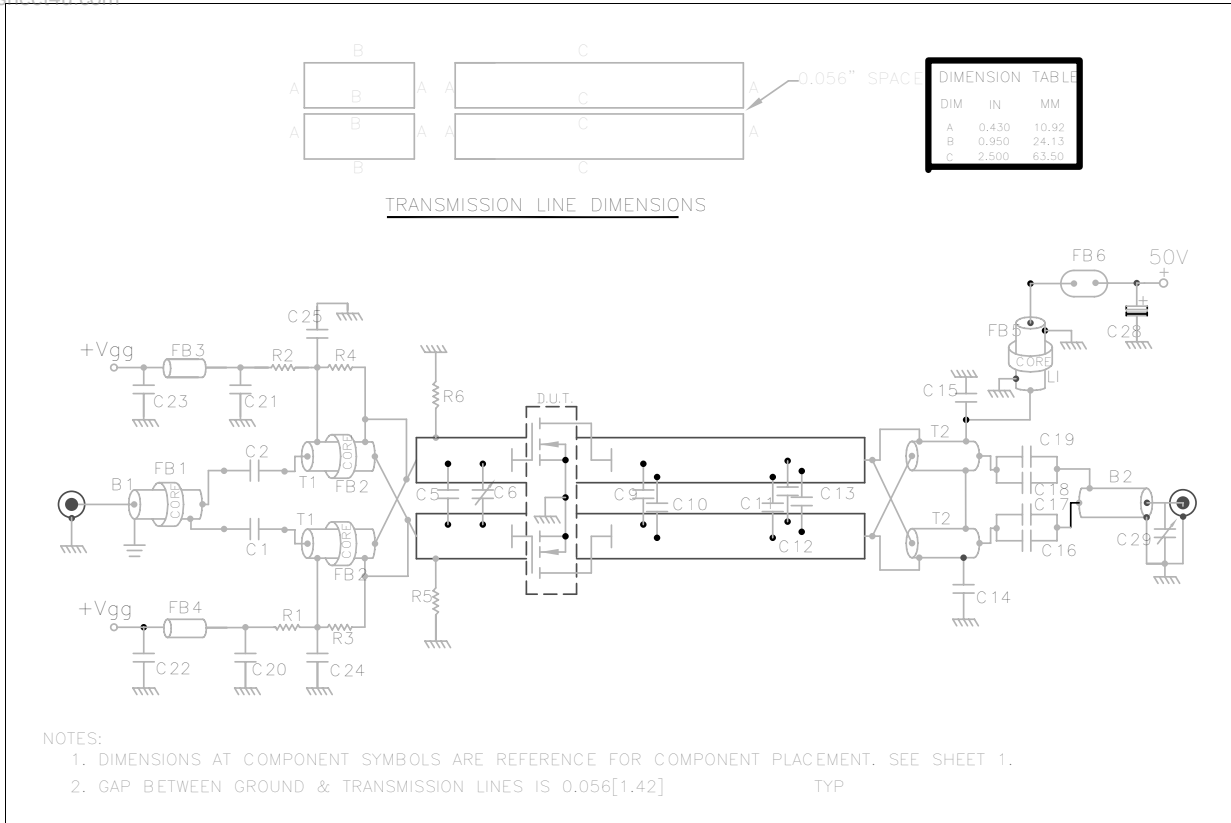 B C
A A A A
B C
0.056" SPACE
B C
A A A A
B C
DIMENSION TABLE
DIM IN MM
A 0.430 10.92
B 0.950 24.13
C 2.500 63.50
TRANSMISSION LINE DIMENSIONS
FB6 50V
+
C25
+
FB5 C28
+Vgg FB3 R2 R4
CORE
C23 C21 R6 D.U.T. C15 L1
C2 T2 C19
FB1 CORE
B1 CORE T1 FB2 C5 C6 C9 C10 C11 C13 C18 B2
T1 C17
C1 CORE C12 T2 C16 C29
FB2
+Vgg FB4 R1 R5 C14
R3
C22 C20 C24
NOTES:
1. DIMENSIONS AT COMPONENT SYMBOLS ARE REFERENCE FOR COMPONENT PLACEMENT. SEE SHEET 1.
2. GAP BETWEEN GROUND & TRANSMISSION LINES IS 0.056[1.42] TYP